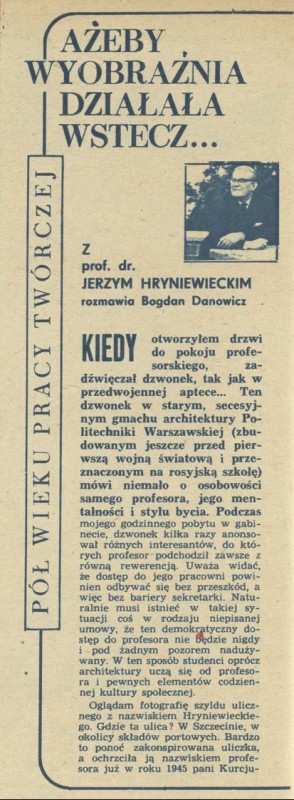 AŻEBY
WYOBRAŹNIA
DZIAŁAŁA
WSTECZ...
PÓŁ WIEKU PRACY TWÓRCZEJ
Z
prof. dr.
JERZYM HRYNIEWIECKIM
rozmawia Bogdan Danowicz
KIEDY otworzyłem drzwi
do pokoju profe-
sorskiego, za-
dźwięczał dzwonek, tak jak w
przedwojennej aptece... Ten
dzwonek w starym, secesyj-
nym gmachu architektury Po-
litechniki Warszawskiej (zbu-
dowanym jeszcze przed pier-
wszą wojną światową i prze-
znaczonym na rosyjską szkołę)
mówi niemało o osobowości
samego profesora, jego men-
talności i stylu bycia. Podczas
mojego godzinnego pobytu w gabi-
necie, dzwonek kilka razy anonso-
wał różnych interesantów, do któ-
rych profesor podchodził zawsze z
równą rewerencją. Uważa widać,
że dostęp do jego pracowni powi-
nien odbywać się bez przeszkód, a
więc bez bariery sekretarki. Natu-
ralnie musi istnieć w takiej sy-
tuacji coś w rodzaju niepisanej
umowy, że ten demokratyczny do-
stęp do profesora nie będzie nigdy
i pod żadnym pozorem naduży-
wany. W ten sposób studenci oprócz
architektury uczą się od profeso-
ra i pewnych elementów codzien-
nej kultury społecznej.
Oglądam fotografię szyldu ulicz-
nego z nazwiskiem Hryniewieckie-
go. Gdzie ta ulica? W Szczecinie, w
okolicy składów portowych. Bardzo
to ponoć zakonspirowana uliczka,
a ochrzciła ją nazwiskiem profe-
sora już w roku 1945 pani Kurcju-